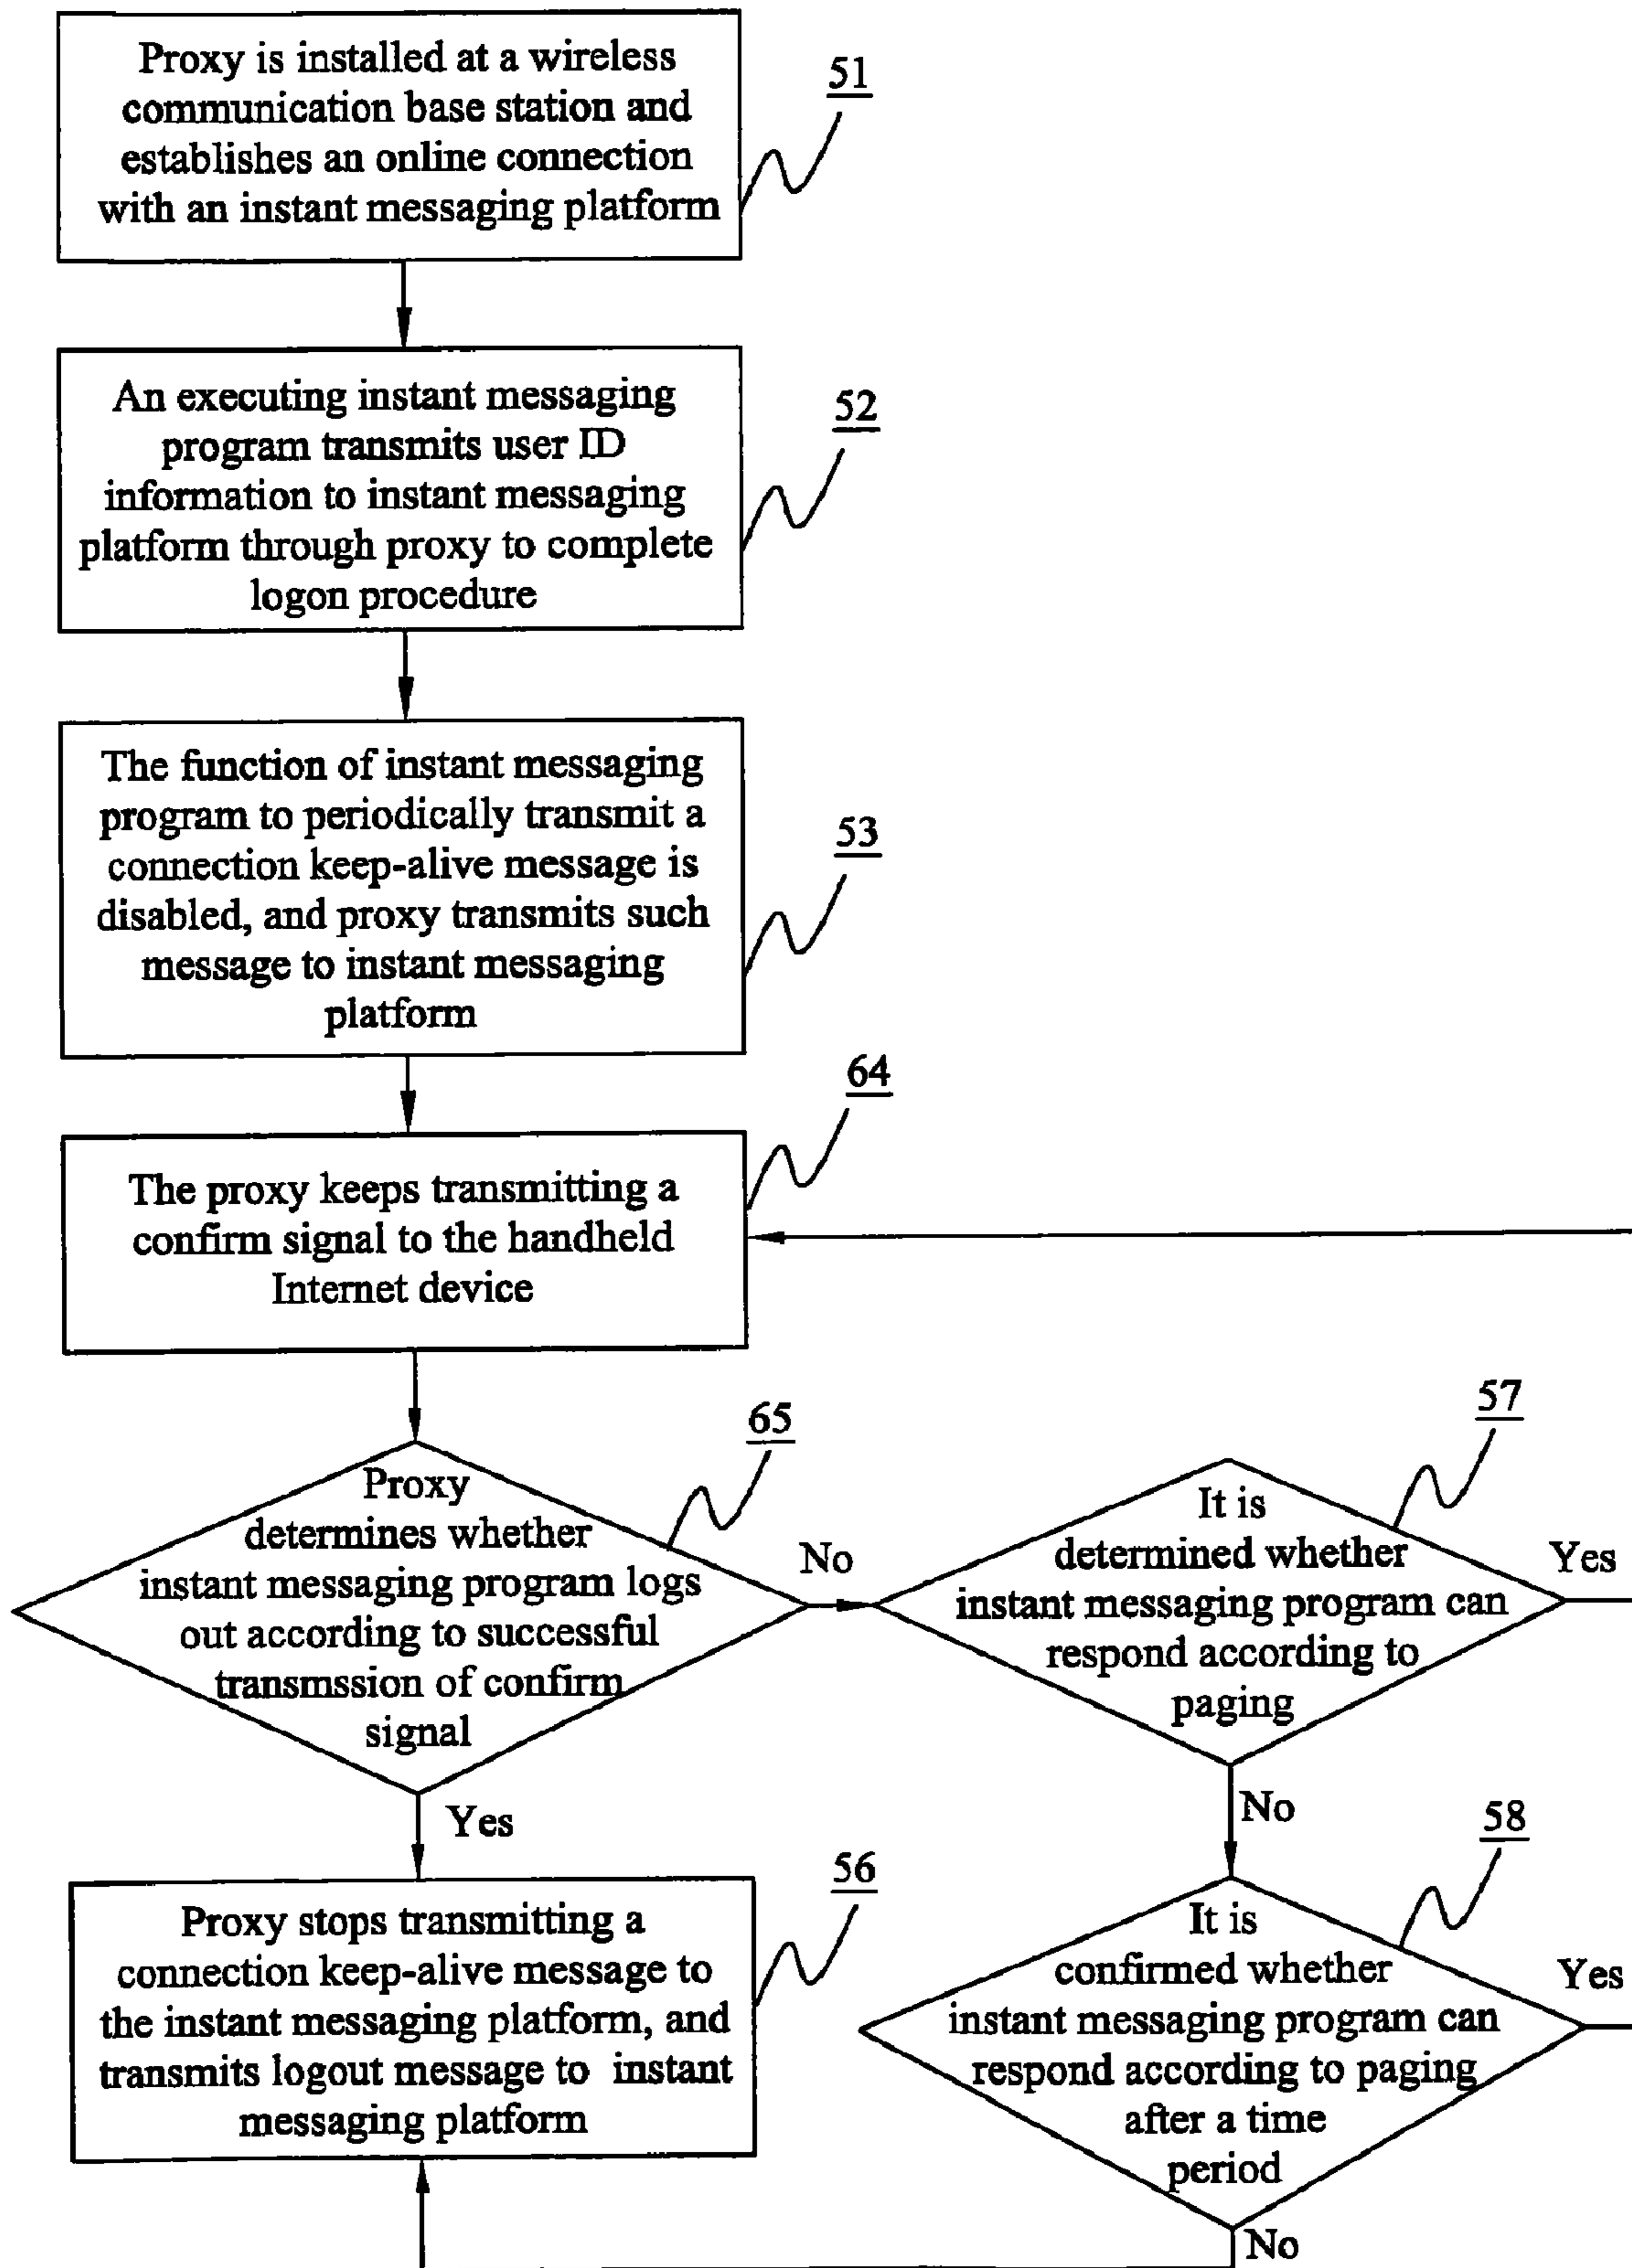 Proxy is installed at a wireless
communication base station and
establishes an online connection
with an instant messaging platform
51
An executing instant messaging
program transmits user ID
information to instant messaging
platform through proxy to complete
logon procedure
52
The function of instant messaging
program to periodically transmit a
connection keep-alive message is
disabled, and proxy transmits such
message to instant messaging
platform
53
64
The proxy keeps transmitting a
confirm signal to the handheld
Internet device
65
Proxy
determines whether
instant messaging program logs
out according to successful
transmssion of confirm
signal
No
Yes
57
It is
determined whether
instant messaging program can
respond according to
paging
Yes
No
56
Proxy stops transmitting a
connection keep-alive message to
the instant messaging platform, and
transmits logout message to instant
messaging platform
58
It is
confirmed whether
instant messaging program can
respond according to paging
after a time
period
Yes
No